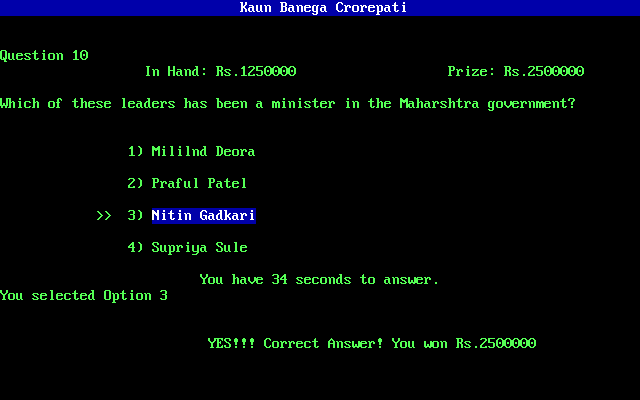 Kaun Banega Crorepati
Question 10
In Hand: Rs.1250000 Prize: Rs.2500000
Which of these leaders has been a minister in the Maharshtra government?
1) Mililnd Deora
2) Praful Patel
>> 3) Nitin Gadkari
4) Supriya Sule
You have 34 seconds to answer.
You selected Option 3
YES!!! Correct Answer! You won Rs.2500000